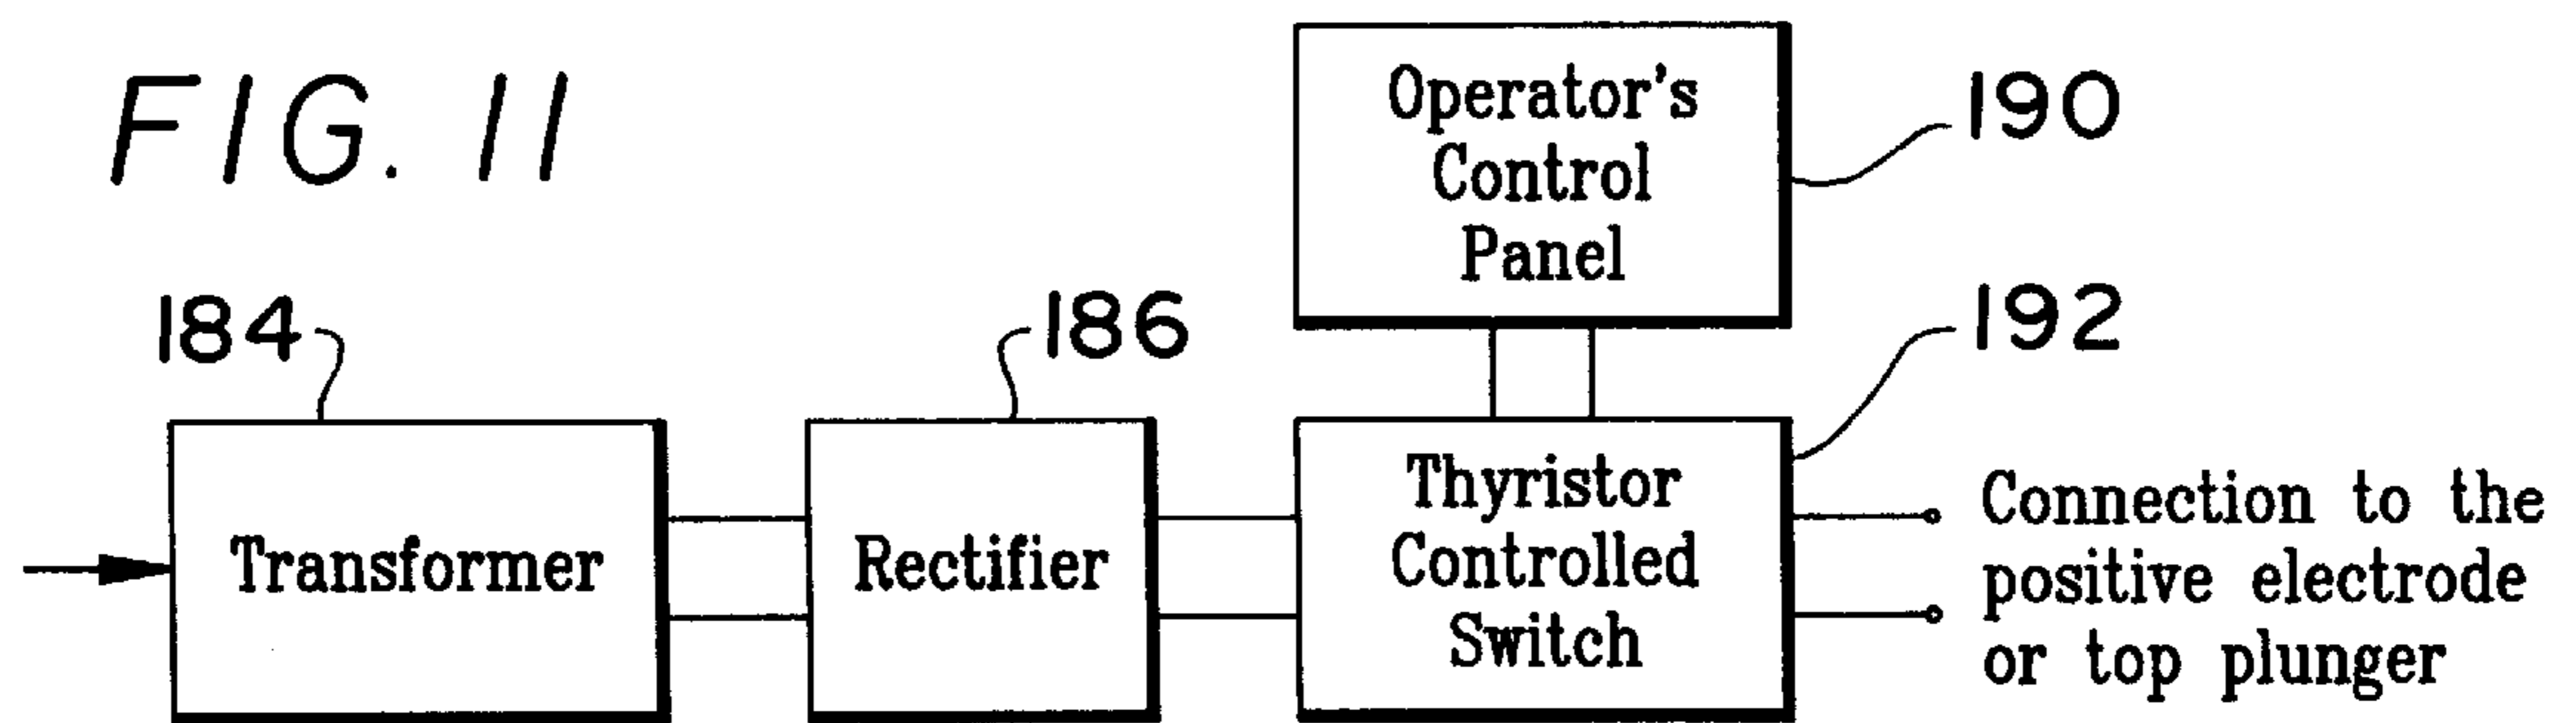 FIG. 11
Operator's
Control
Panel
190
184
186
192
Transformer
Rectifier
Thyristor
Controlled
Switch
Connection to the
positive electrode
or top plunger